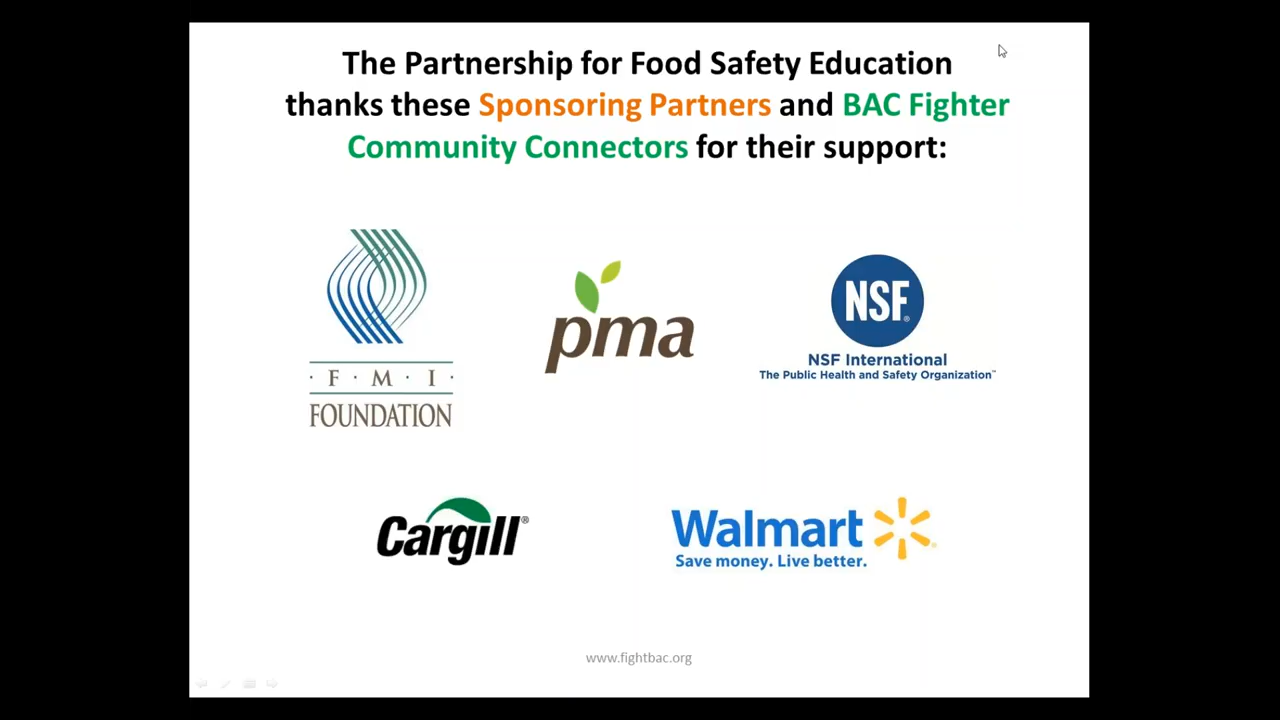 The Partnership for Food Safety Education
thanks these Sponsoring Partners and BAC Fighter
Community Connectors for their support:
· F · M · I ·
FOUNDATION
pma
NSF®
NSF International
The Public Health and Safety Organization™
Cargill®
Walmart
Save money. Live better.
www.fightbac.org